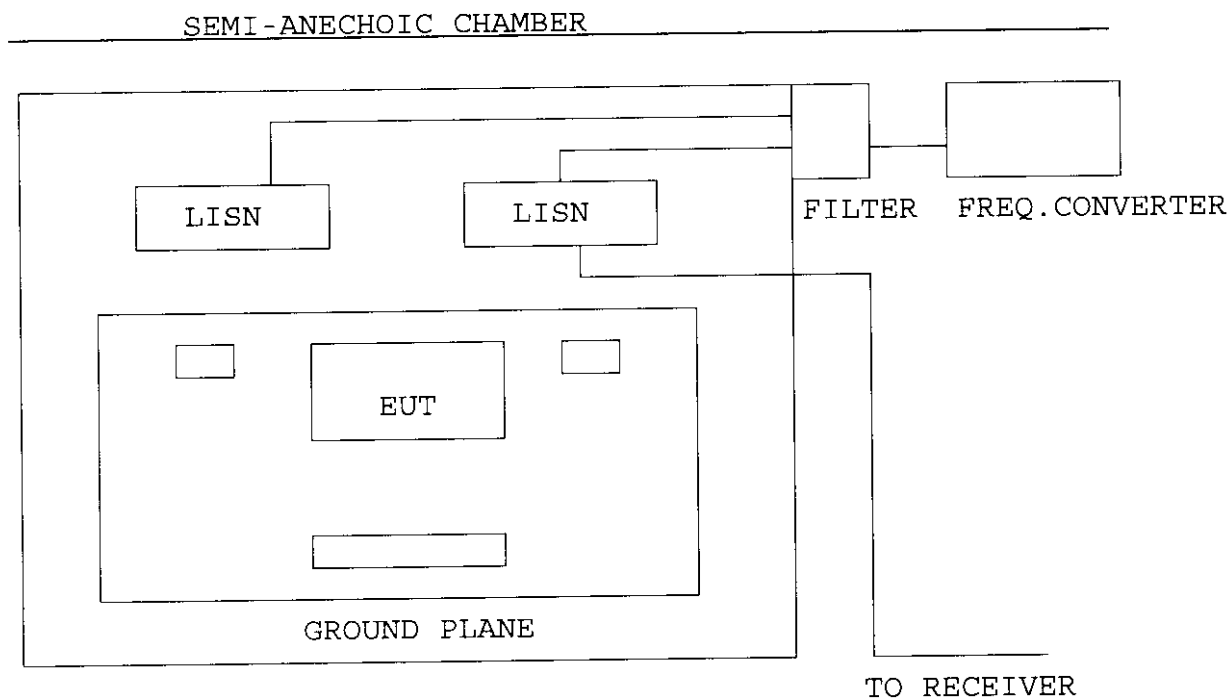 SEMI-ANECHOIC CHAMBER
LISN
LISN
FILTER
FREQ.CONVERTER
EUT
GROUND PLANE
TO RECEIVER